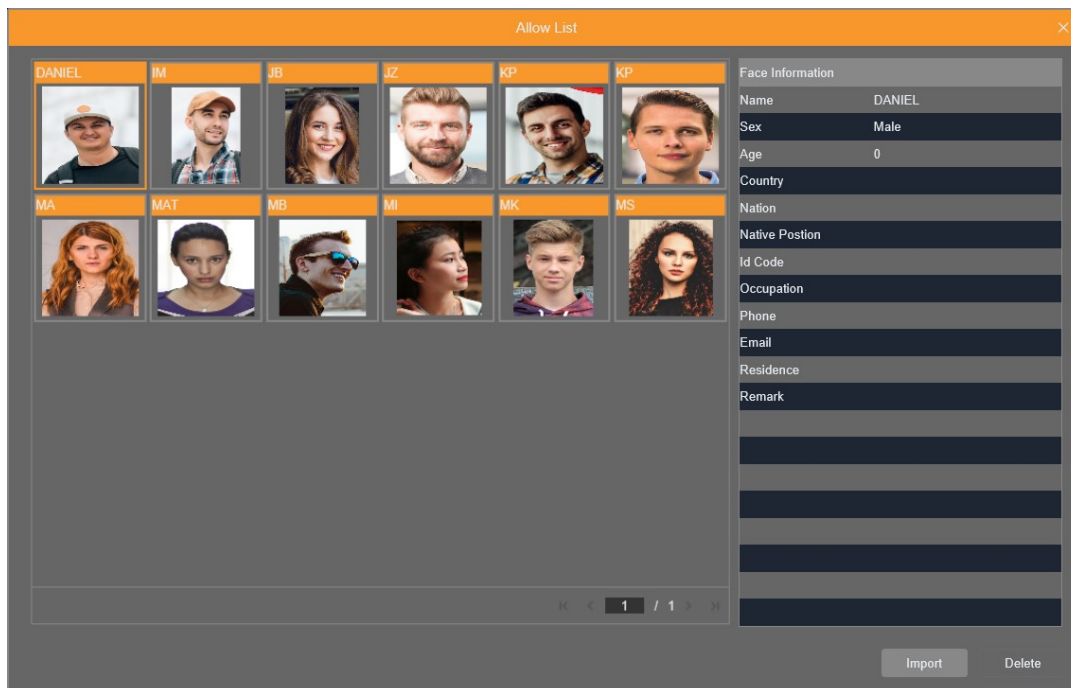 Allow List
DANIEL IM JB JZ KP KP
MA MAT MB MI MK MS
1 / 1
Face Information
Name DANIEL
Sex Male
Age 0
Country
Nation
Native Postion
Id Code
Occupation
Phone
Email
Residence
Remark
Import Delete